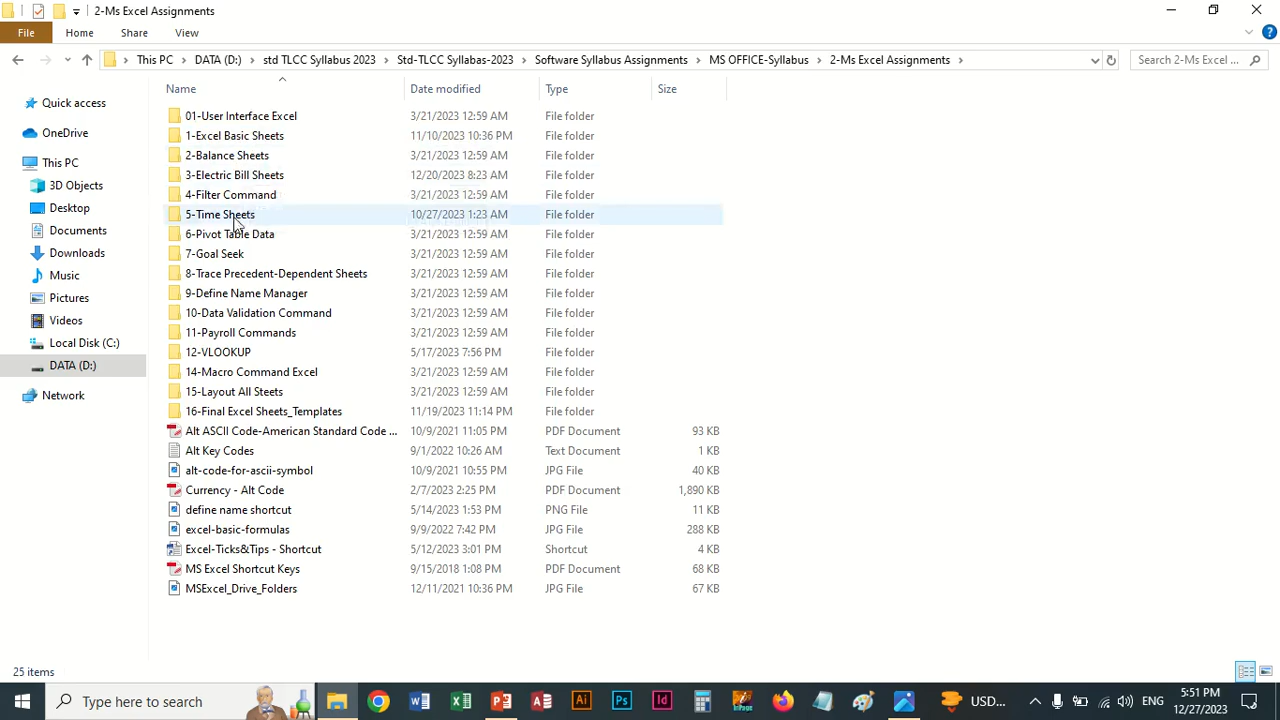 2-Ms Excel Assignments
File Home Share View
This PC DATA (D:) std TLCC Syllabus 2023 Std-TLCC Syllabas-2023 Software Syllabus Assignments MS OFFICE-Syllabus 2-Ms Excel Assignments Search 2-Ms Excel ...
Name Date modified Type Size
Quick access
OneDrive
This PC
3D Objects
Desktop
Documents
Downloads
Music
Pictures
Videos
Local Disk (C:)
DATA (D:)
Network
01-User Interface Excel 3/21/2023 12:59 AM File folder
1-Excel Basic Sheets 11/10/2023 10:36 PM File folder
2-Balance Sheets 3/21/2023 12:59 AM File folder
3-Electric Bill Sheets 12/20/2023 8:23 AM File folder
4-Filter Command 3/21/2023 12:59 AM File folder
5-Time Sheets 10/27/2023 1:23 AM File folder
6-Pivot Table Data 3/21/2023 12:59 AM File folder
7-Goal Seek 3/21/2023 12:59 AM File folder
8-Trace Precedent-Dependent Sheets 3/21/2023 12:59 AM File folder
9-Define Name Manager 3/21/2023 12:59 AM File folder
10-Data Validation Command 3/21/2023 12:59 AM File folder
11-Payroll Commands 3/21/2023 12:59 AM File folder
12-VLOOKUP 5/17/2023 7:56 PM File folder
14-Macro Command Excel 3/21/2023 12:59 AM File folder
15-Layout All Steets 3/21/2023 12:59 AM File folder
16-Final Excel Sheets_Templates 11/19/2023 11:14 PM File folder
Alt ASCII Code-American Standard Code ... 10/9/2021 11:05 PM PDF Document 93 KB
Alt Key Codes 9/1/2022 10:26 AM Text Document 1 KB
alt-code-for-ascii-symbol 10/9/2021 10:55 PM JPG File 40 KB
Currency - Alt Code 2/7/2023 2:25 PM PDF Document 1,890 KB
define name shortcut 5/14/2023 1:53 PM PNG File 11 KB
excel-basic-formulas 9/9/2022 7:42 PM JPG File 288 KB
Excel-Ticks&Tips - Shortcut 5/12/2023 3:01 PM Shortcut 4 KB
MS Excel Shortcut Keys 9/15/2018 1:08 PM PDF Document 68 KB
MSExcel_Drive_Folders 12/11/2021 10:36 PM JPG File 67 KB
25 items
Type here to search USD... ENG 5:51 PM
12/27/2023